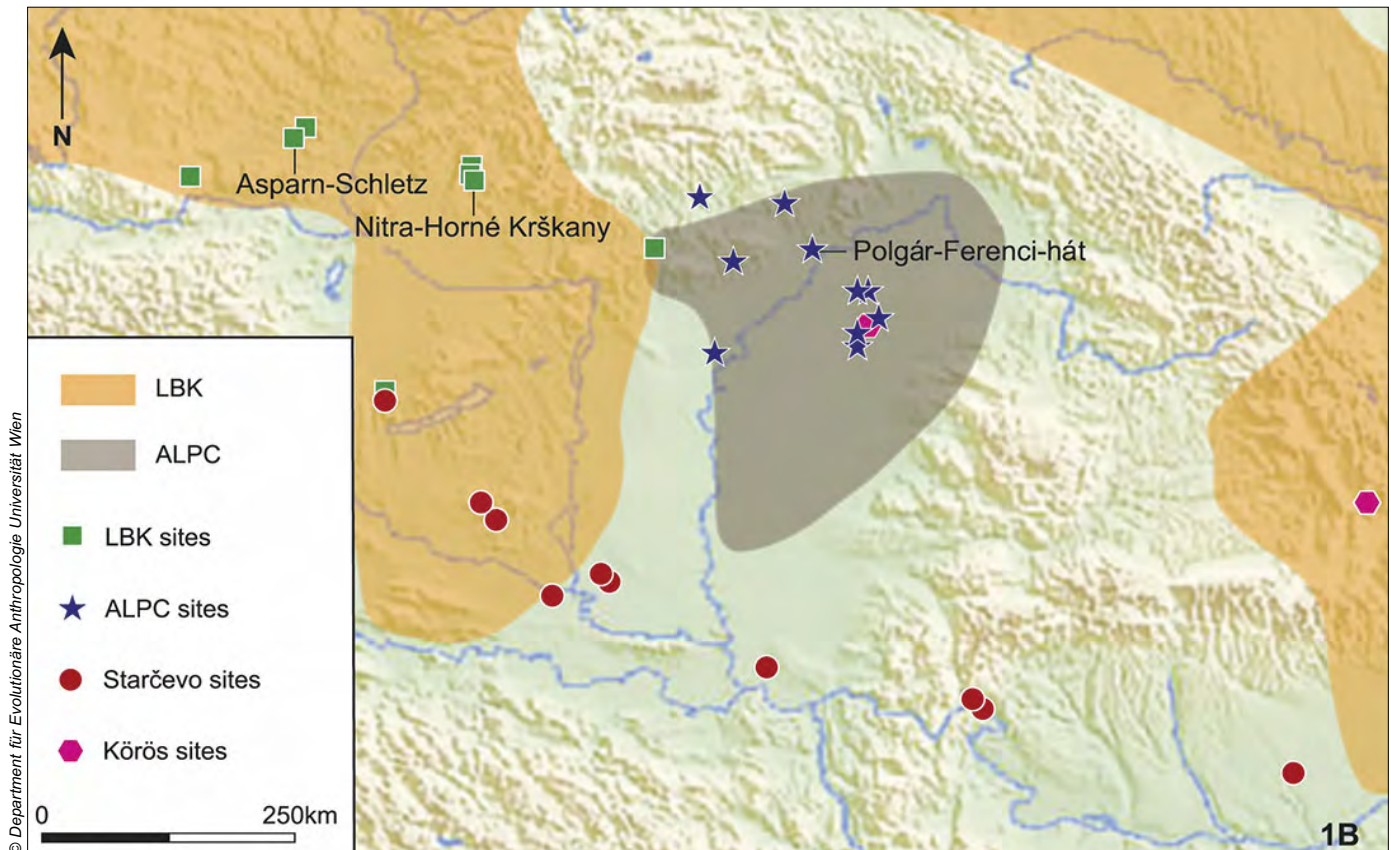 N
Asparn-Schletz
Nitra-Horné Krškany
Polgár-Ferenci-hát
LBK
ALPC
LBK sites
ALPC sites
Starčevo sites
Körös sites
0 250km
1B
© Department für Evolutionäre Anthropologie Universität Wien